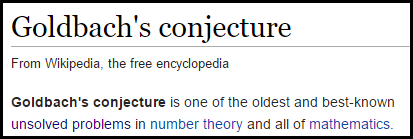 Goldbach's conjecture
From Wikipedia, the free encyclopedia
Goldbach's conjecture is one of the oldest and best-known
unsolved problems in number theory and all of mathematics.